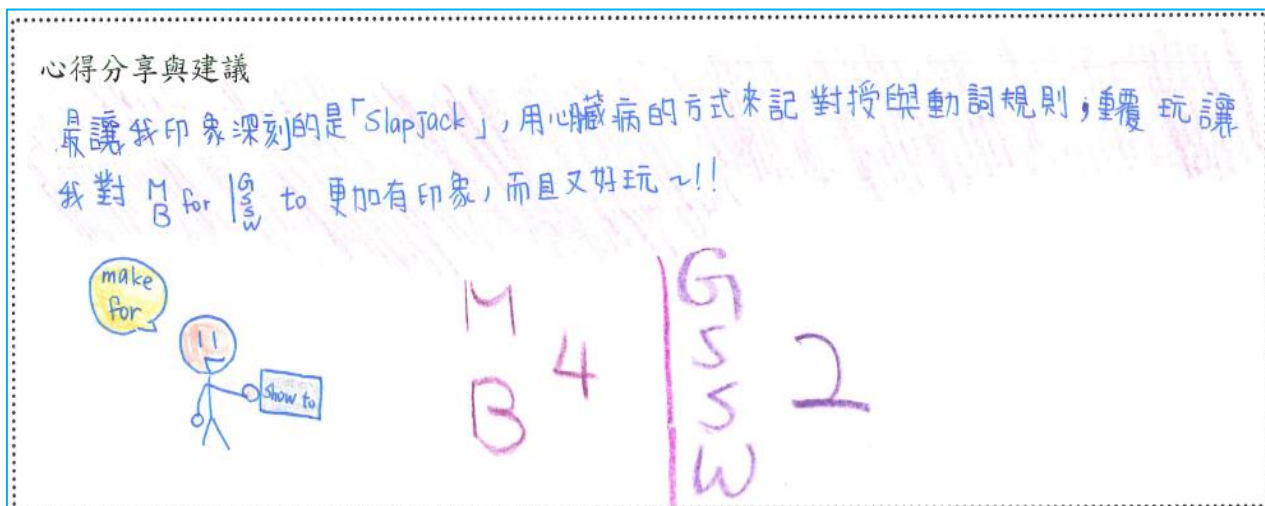 心得分享與建議
最讓我印象深刻的是「Slapjack」,用心臟病的方式來記對授與動詞規則,重覆玩讓
我對 M B for | G S S W to 更加有印象,而且又好玩~!!
make
for
show to
M
B
4
G
S
S
W
2